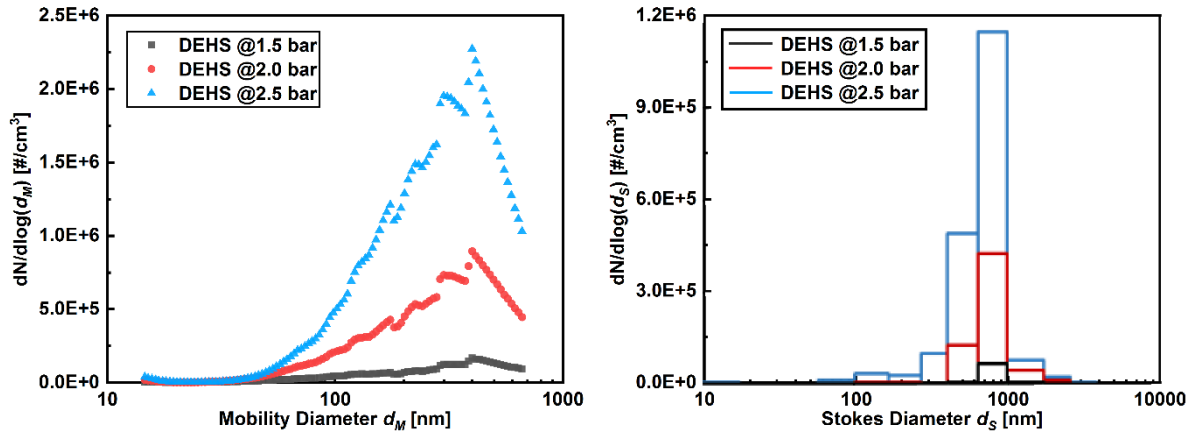 2.5E+6
2.0E+6
1.5E+6
1.0E+6
5.0E+5
0.0E+0
dN/dlog(d_M) [#/cm³]
DEHS @1.5 bar
DEHS @2.0 bar
DEHS @2.5 bar
10
100
1000
Mobility Diameter d_M [nm]
1.2E+6
9.0E+5
6.0E+5
3.0E+5
0.0E+0
dN/dlog(d_S) [#/cm³]
DEHS @1.5 bar
DEHS @2.0 bar
DEHS @2.5 bar
10
100
1000
10000
Stokes Diameter d_S [nm]